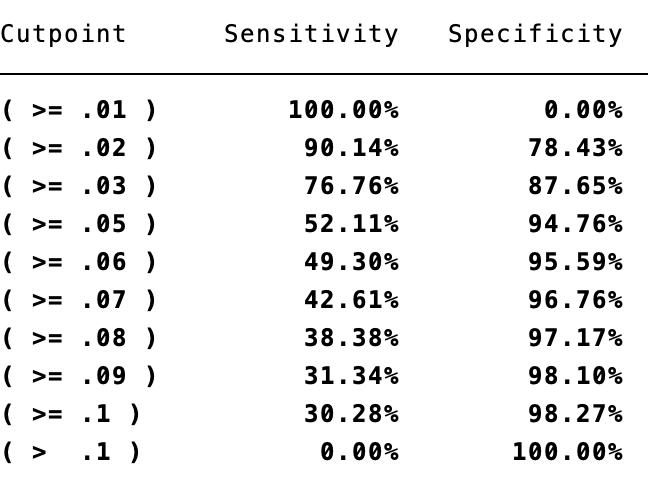 Cutpoint Sensitivity Specificity
( >= .01 ) 100.00% 0.00%
( >= .02 ) 90.14% 78.43%
( >= .03 ) 76.76% 87.65%
( >= .05 ) 52.11% 94.76%
( >= .06 ) 49.30% 95.59%
( >= .07 ) 42.61% 96.76%
( >= .08 ) 38.38% 97.17%
( >= .09 ) 31.34% 98.10%
( >= .1 ) 30.28% 98.27%
( > .1 ) 0.00% 100.00%